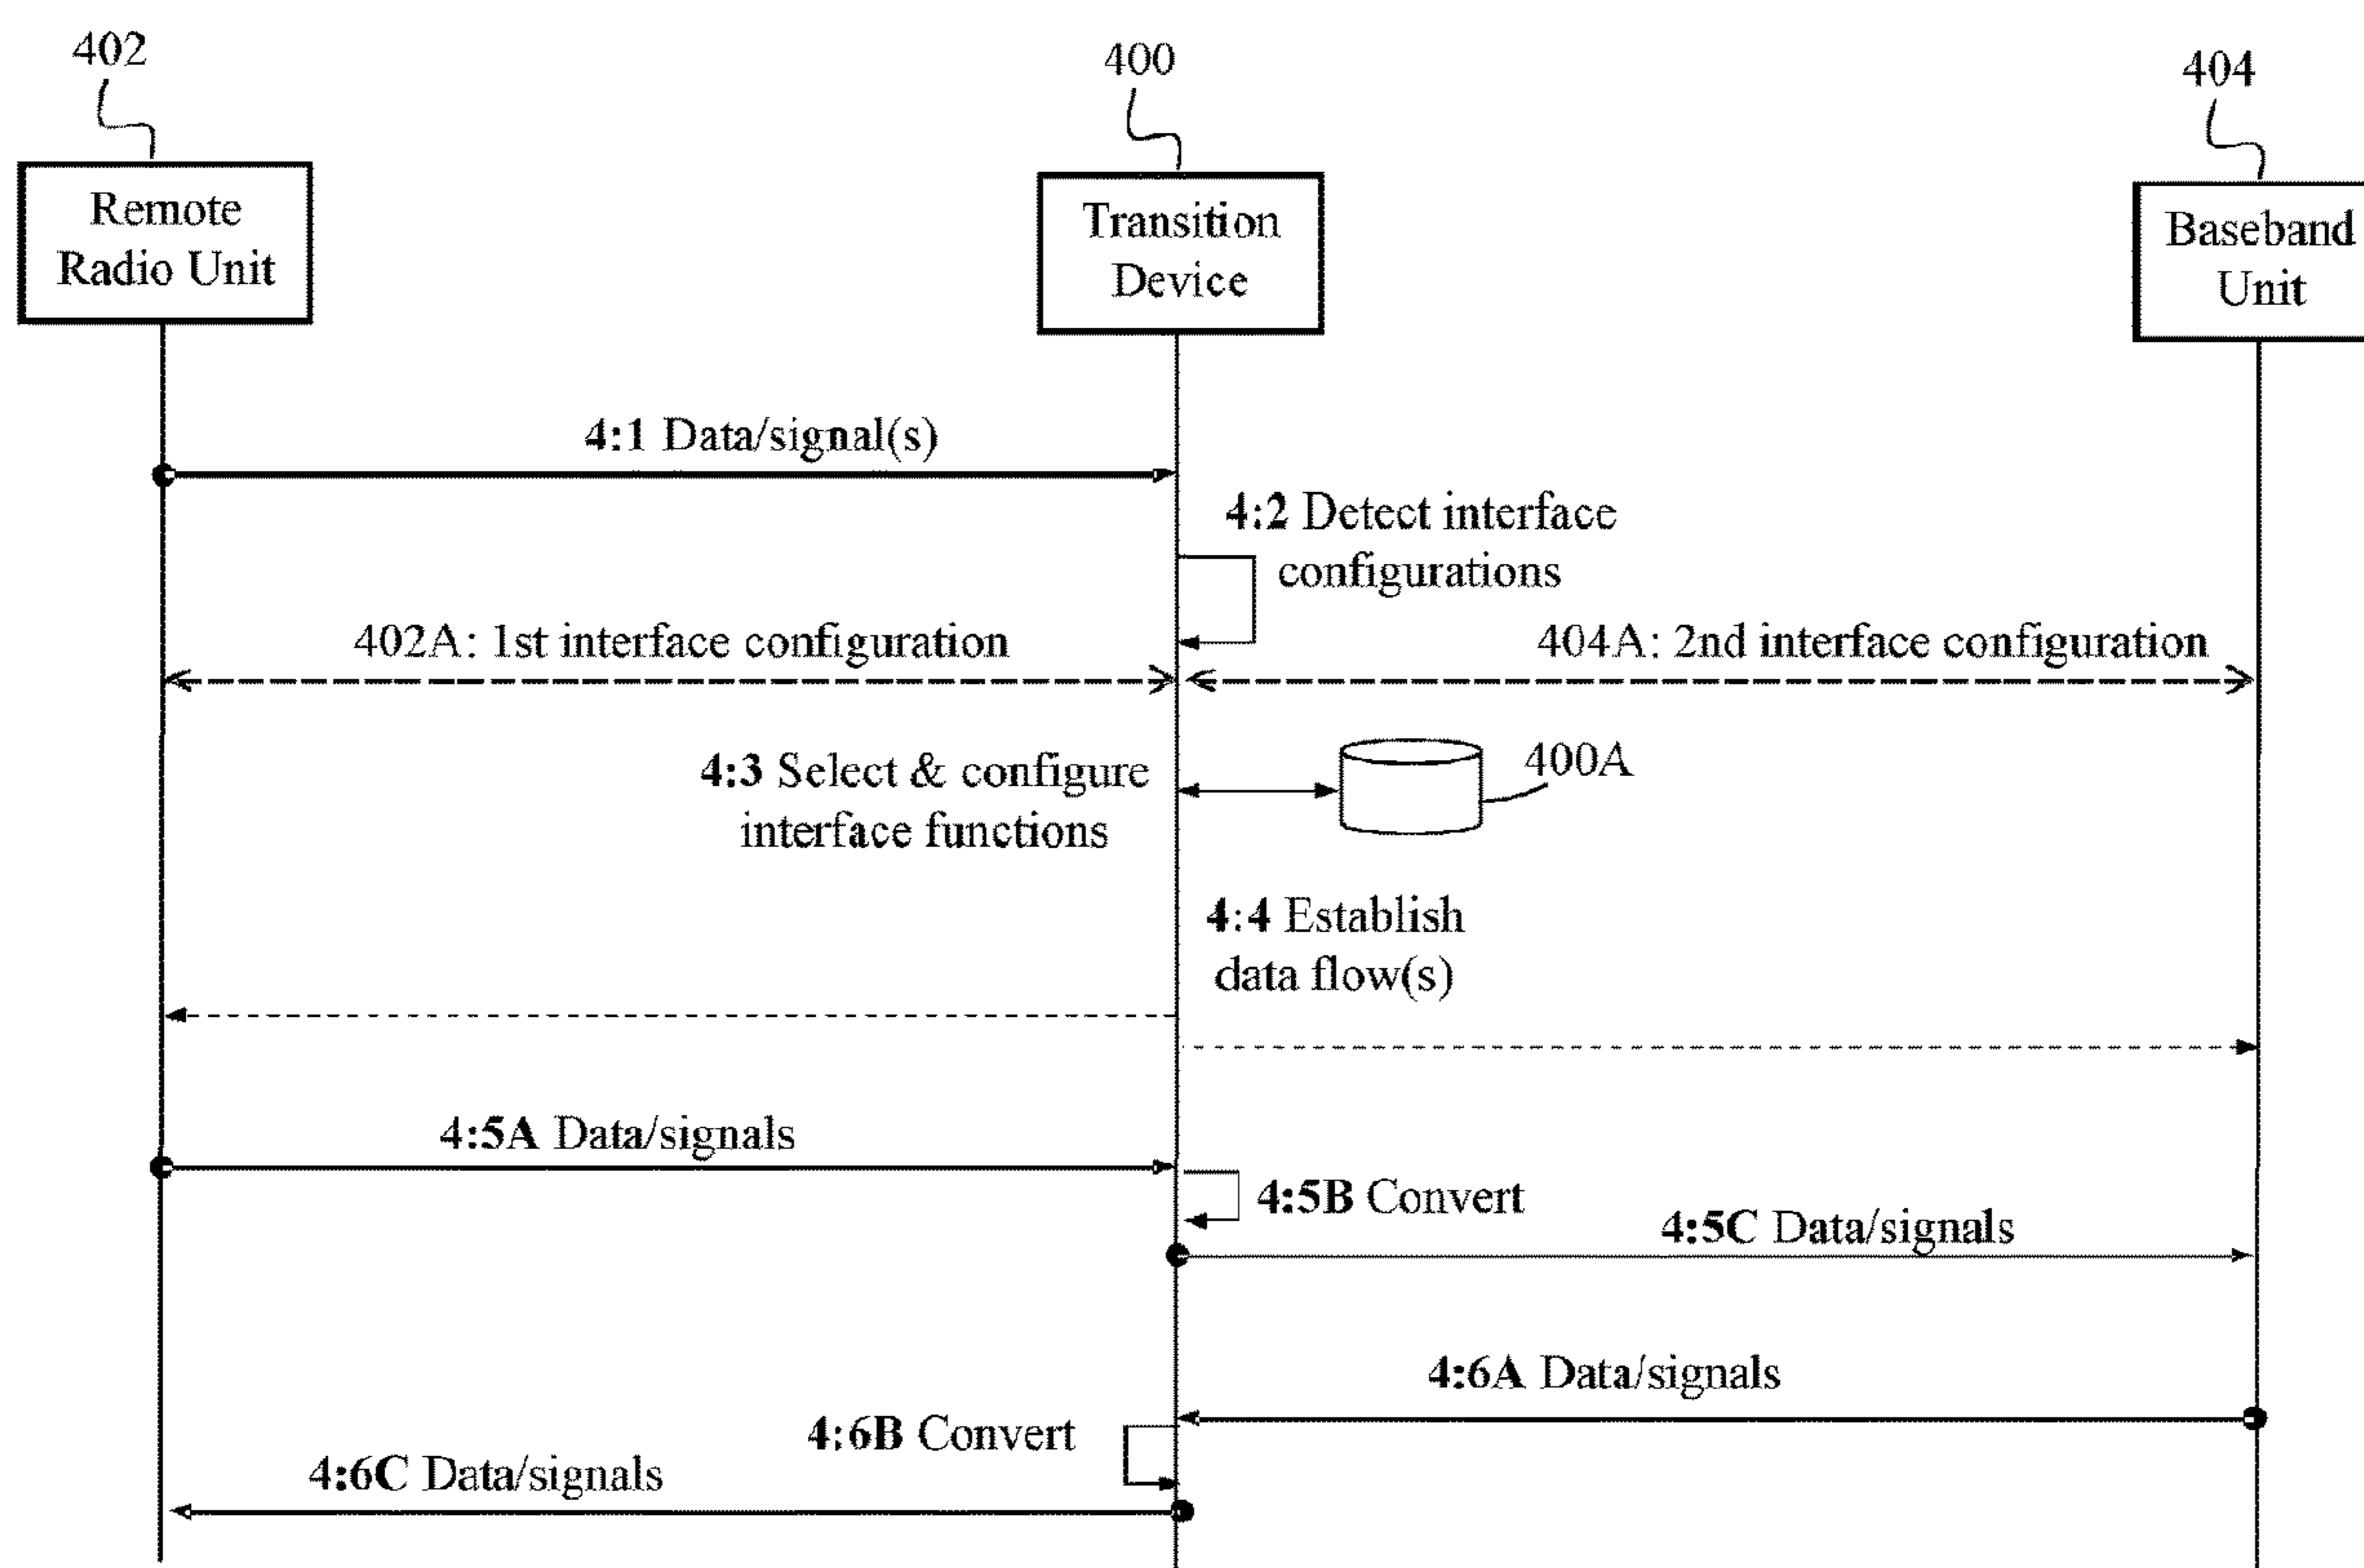 402
400
404
Remote
Radio Unit
Transition
Device
Baseband
Unit
4:1 Data/signal(s)
4:2 Detect interface
configurations
402A: 1st interface configuration
404A: 2nd interface configuration
4:3 Select & configure
interface functions
400A
4:4 Establish
data flow(s)
4:5A Data/signals
4:5B Convert
4:5C Data/signals
4:6A Data/signals
4:6B Convert
4:6C Data/signals